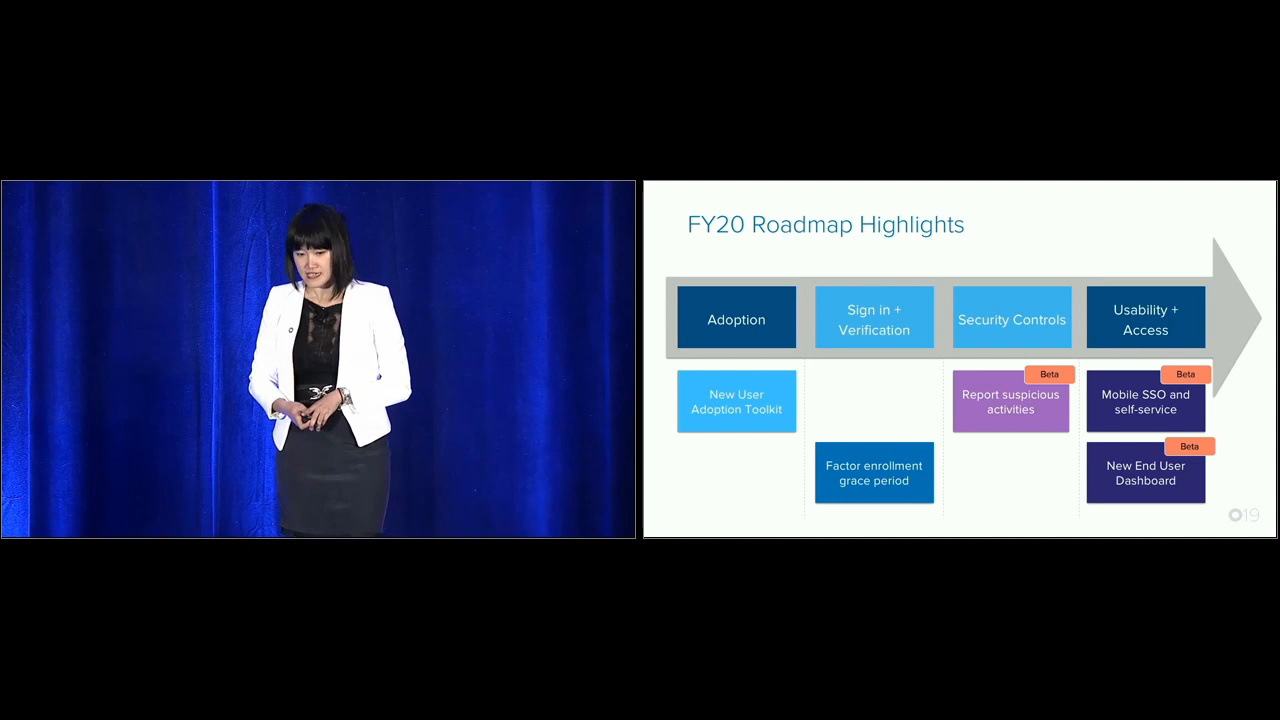 FY20 Roadmap Highlights
Adoption
Sign in +
Verification
Security Controls
Usability +
Access
New User
Adoption Toolkit
Factor enrollment
grace period
Beta
Report suspicious
activities
Beta
Mobile SSO and
self-service
Beta
New End User
Dashboard
O19